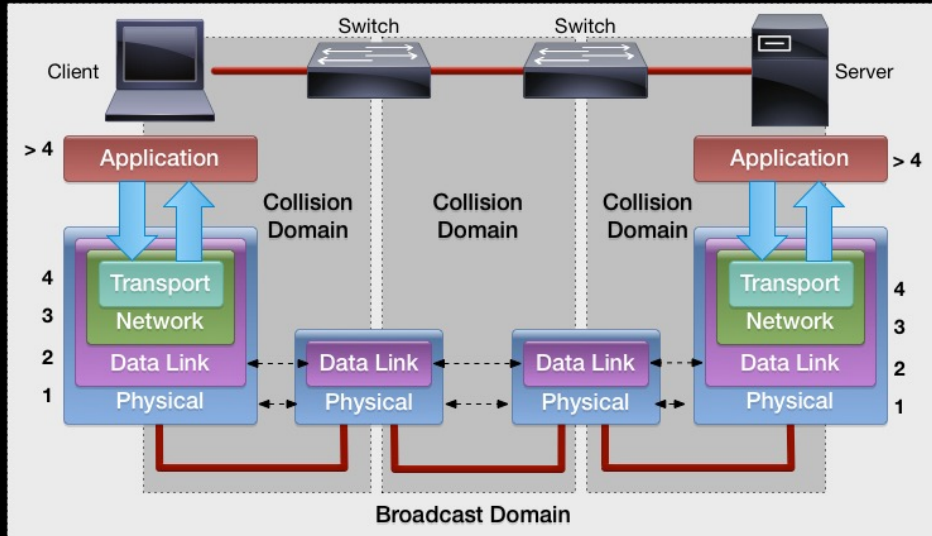 Switch
Switch
Client
Server
> 4
Application
Application
> 4
Collision
Domain
Collision
Domain
Collision
Domain
4
Transport
Transport
4
3
Network
Network
3
2
Data Link
Data Link
Data Link
Data Link
2
1
Physical
Physical
Physical
Physical
1
Broadcast Domain